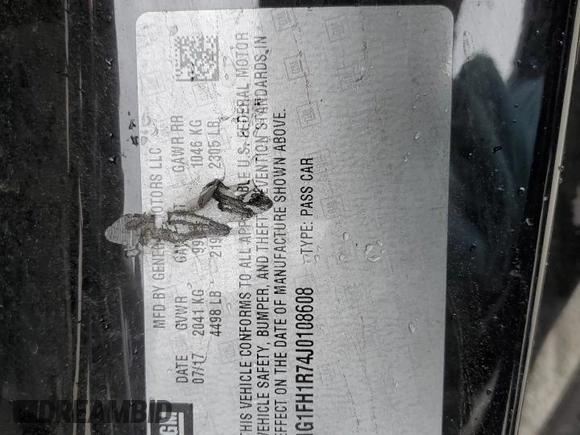 MFD BY GENERAL MOTORS LLC
DATE GVWR GAWR RR
07/17 2041 KG 1046 KG
4498 LB 2305 LB
THIS VEHICLE CONFORMS TO ALL U.S. FEDERAL MOTOR
VEHICLE SAFETY, BUMPER, AND THEFT PREVENTION STANDARDS IN
EFFECT ON THE DATE OF MANUFACTURE SHOWN ABOVE.
1G1FH1R74J0108608 TYPE: PASS CAR
GM
DREAMBID